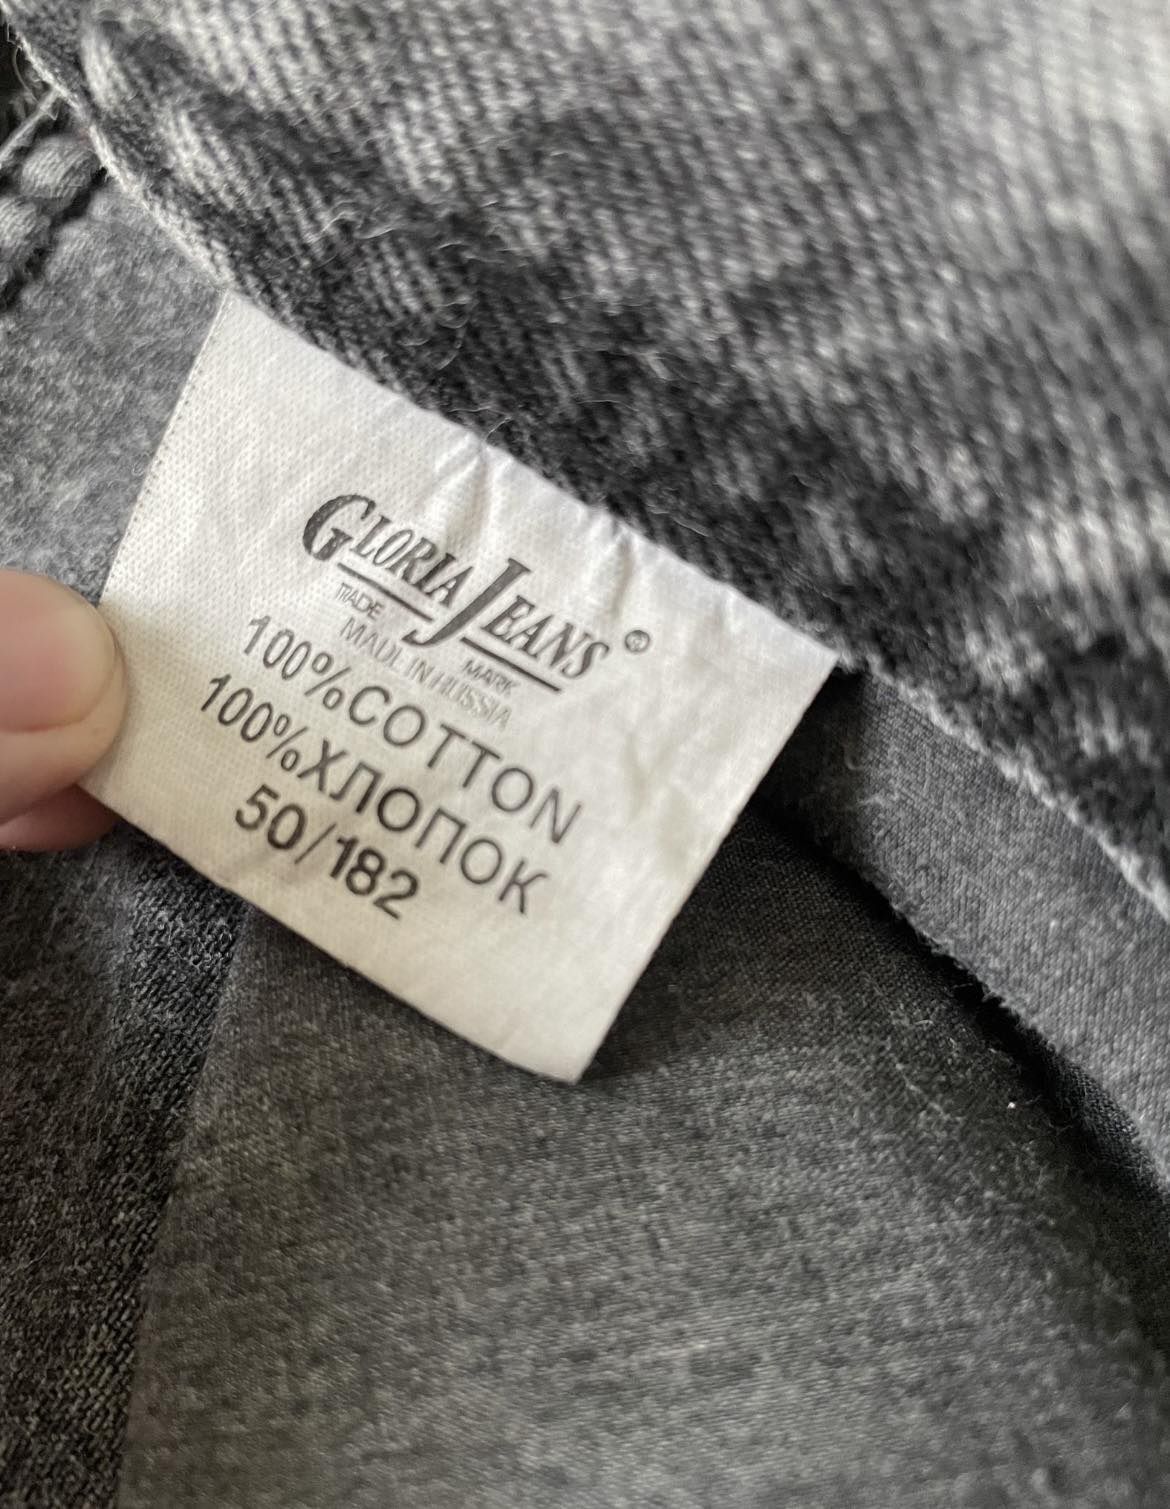 GLORIA JEANS ®
TRADE MARK
MADE IN RUSSIA
100%COTTON
100%ХЛОПОК
50/182